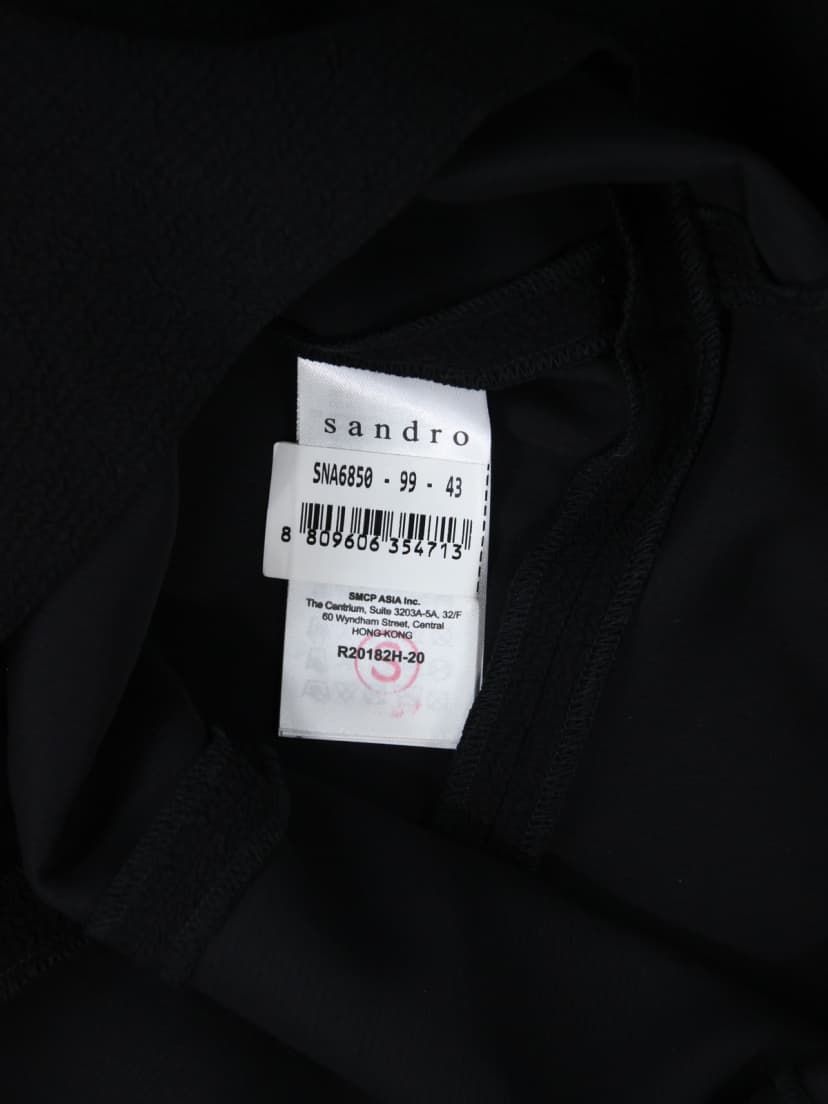 sandro
SNA6850 - 99 - 43
8 809606 354713
SMCP ASIA Inc.
The Centrium, Suite 3203A-5A, 32/F
60 Wyndham Street, Central
HONG-KONG
R20182H-20
S